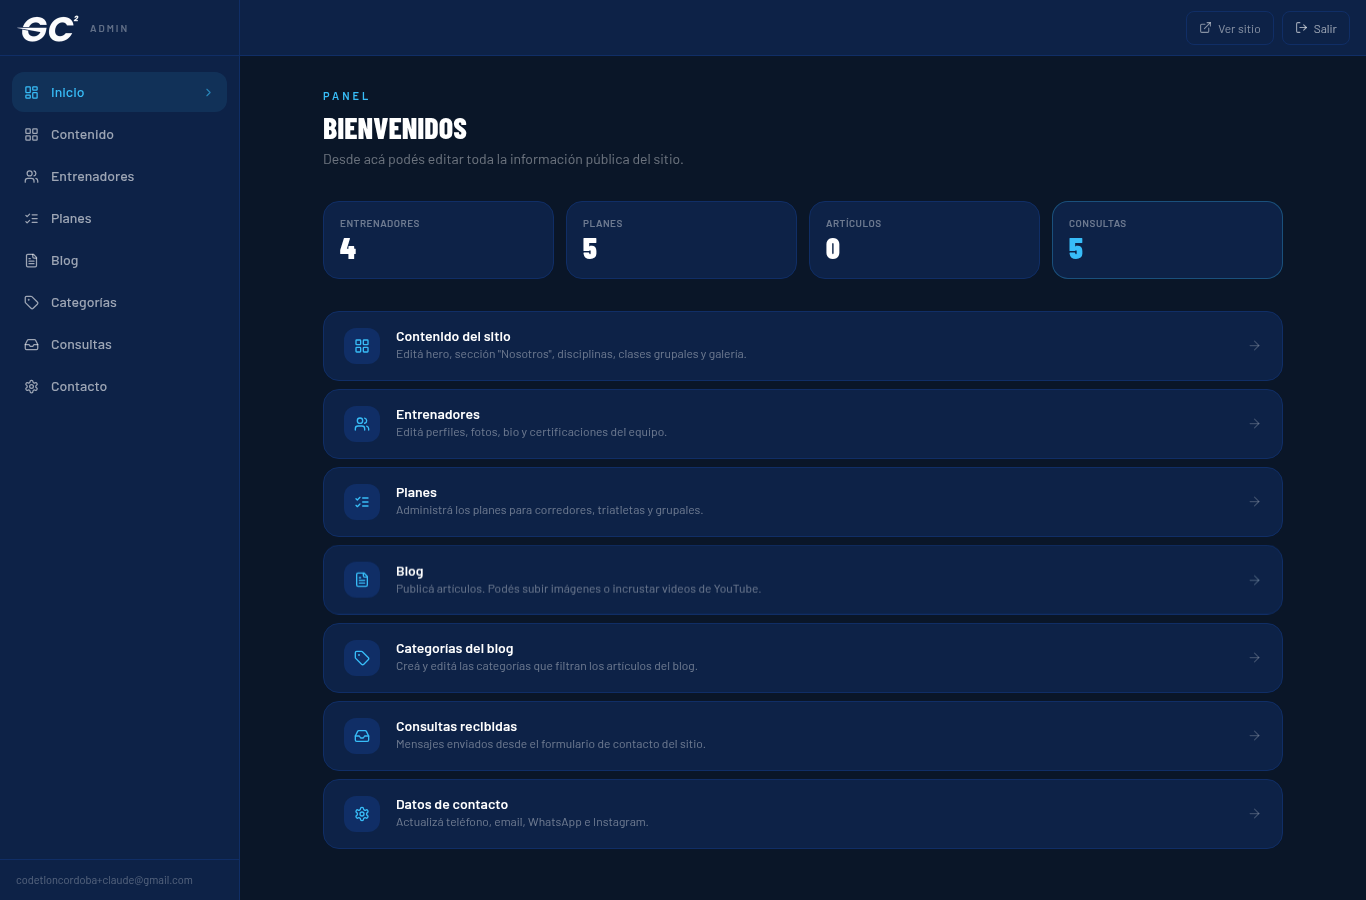 GC²
ADMIN
Ver sitio
Salir
Inicio
Contenido
Entrenadores
Planes
Blog
Categorías
Consultas
Contacto
codetloncordoba+claude@gmail.com
PANEL
BIENVENIDOS
Desde acá podés editar toda la información pública del sitio.
ENTRENADORES
4
PLANES
5
ARTÍCULOS
0
CONSULTAS
5
Contenido del sitio
Editá hero, sección "Nosotros", disciplinas, clases grupales y galería.
Entrenadores
Editá perfiles, fotos, bio y certificaciones del equipo.
Planes
Administrá los planes para corredores, triatletas y grupales.
Blog
Publicá artículos. Podés subir imágenes o incrustar videos de YouTube.
Categorías del blog
Creá y editá las categorías que filtran los artículos del blog.
Consultas recibidas
Mensajes enviados desde el formulario de contacto del sitio.
Datos de contacto
Actualizá teléfono, email, WhatsApp e Instagram.